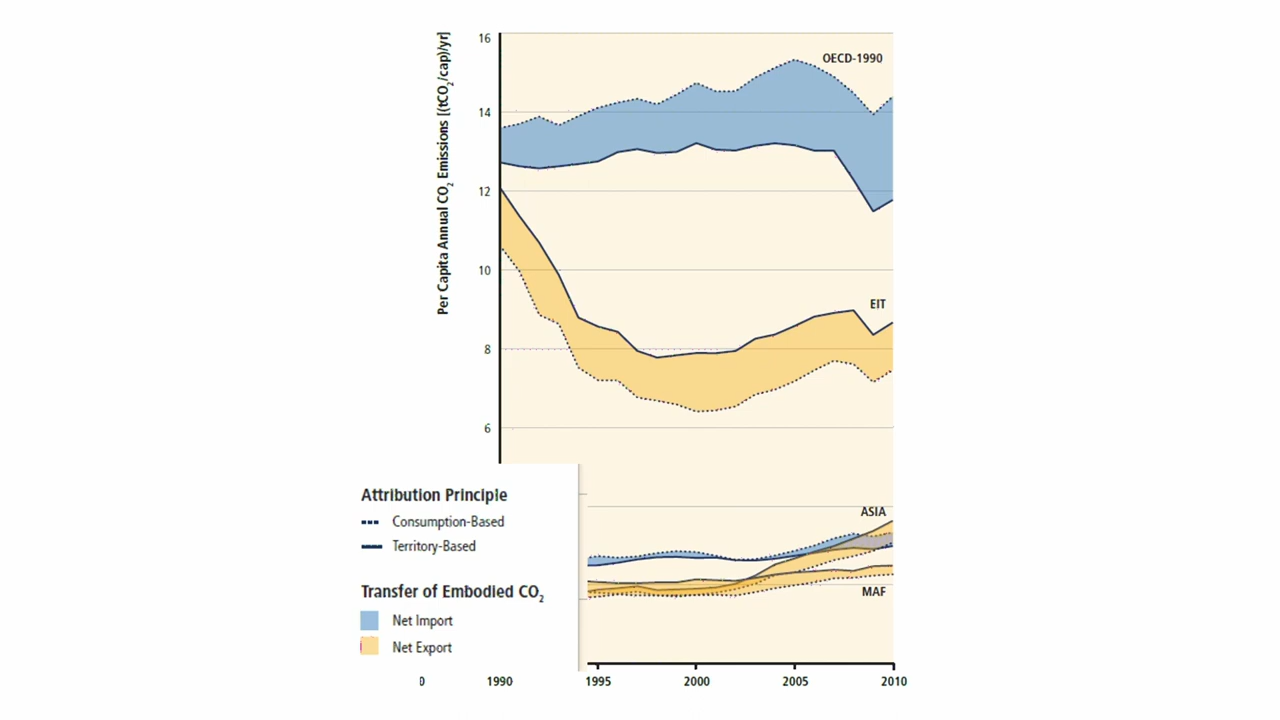 Per Capita Annual CO2 Emissions [(tCO2/cap)/yr]
16
14
12
10
8
6
OECD-1990
EIT
ASIA
MAF
Attribution Principle
Consumption-Based
Territory-Based
Transfer of Embodied CO2
Net Import
Net Export
0
1990
1995
2000
2005
2010